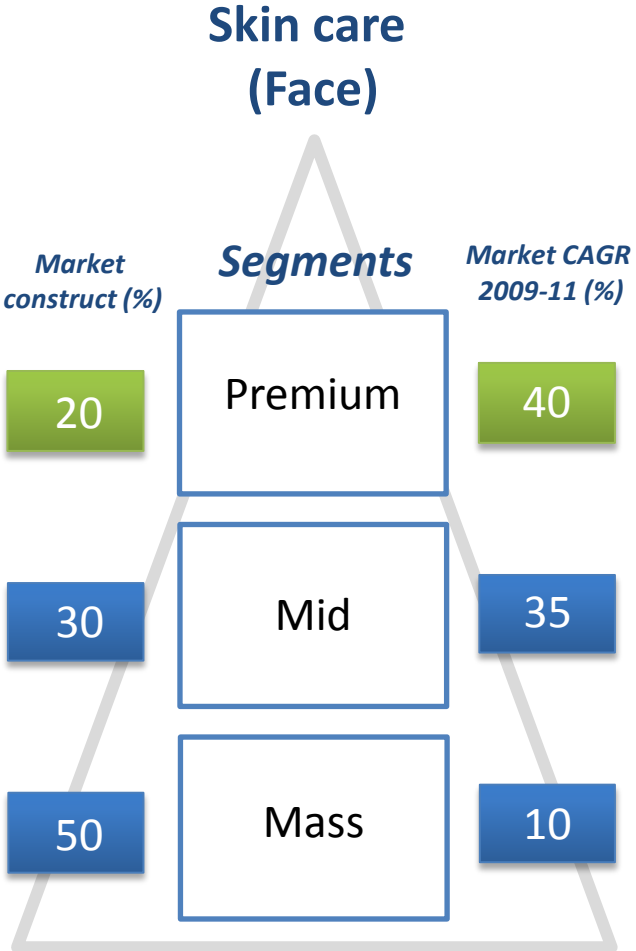 Skin care
(Face)
Market
construct (%)
Segments
Market CAGR
2009-11 (%)
20
Premium
40
30
Mid
35
50
Mass
10